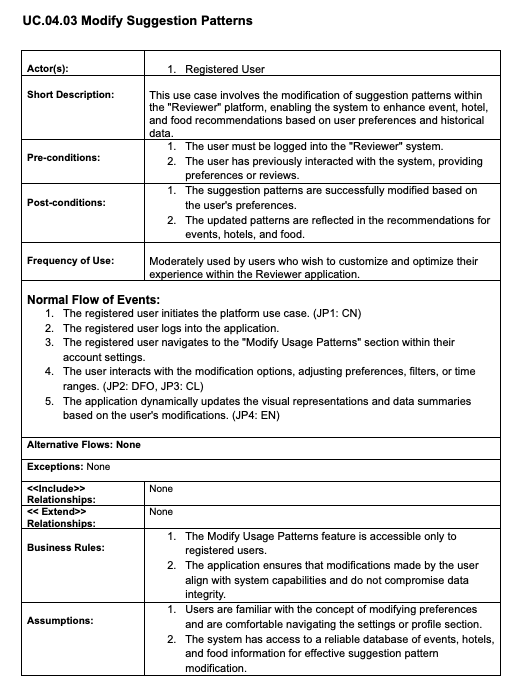 UC.04.03 Modify Suggestion Patterns
Actor(s):
1. Registered User
Short Description:
This use case involves the modification of suggestion patterns within
the "Reviewer" platform, enabling the system to enhance event, hotel,
and food recommendations based on user preferences and historical
data.
Pre-conditions:
1. The user must be logged into the "Reviewer" system.
2. The user has previously interacted with the system, providing
preferences or reviews.
Post-conditions:
1. The suggestion patterns are successfully modified based on
the user's preferences.
2. The updated patterns are reflected in the recommendations for
events, hotels, and food.
Frequency of Use:
Moderately used by users who wish to customize and optimize their
experience within the Reviewer application.
Normal Flow of Events:
1. The registered user initiates the platform use case. (JP1: CN)
2. The registered user logs into the application.
3. The registered user navigates to the "Modify Usage Patterns" section within their
account settings.
4. The user interacts with the modification options, adjusting preferences, filters, or time
ranges. (JP2: DFO, JP3: CL)
5. The application dynamically updates the visual representations and data summaries
based on the user's modifications. (JP4: EN)
Alternative Flows: None
Exceptions: None
<<Include>>
Relationships:
None
<< Extend>>
Relationships:
None
Business Rules:
1. The Modify Usage Patterns feature is accessible only to
registered users.
2. The application ensures that modifications made by the user
align with system capabilities and do not compromise data
integrity.
Assumptions:
1. Users are familiar with the concept of modifying preferences
and are comfortable navigating the settings or profile section.
2. The system has access to a reliable database of events, hotels,
and food information for effective suggestion pattern
modification.